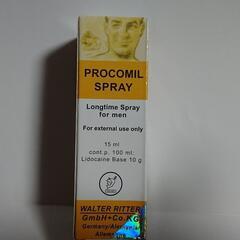 PROCOMIL
SPRAY
Longtime Spray
for men
For external use only
15 ml
cont.p. 100 ml:
Lidocaine Base 10 g
WALTER RITTER
GmbH+Co.KG
Germany/Alemania/